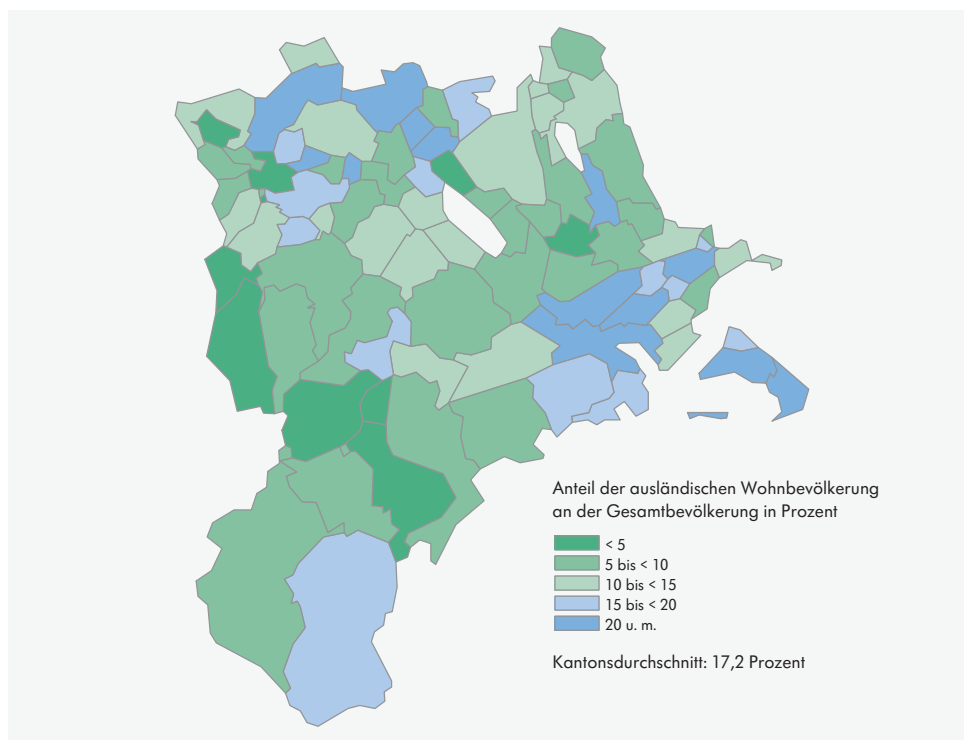 Anteil der ausländischen Wohnbevölkerung
an der Gesamtbevölkerung in Prozent
< 5
5 bis < 10
10 bis < 15
15 bis < 20
20 u. m.
Kantonsdurchschnitt: 17,2 Prozent